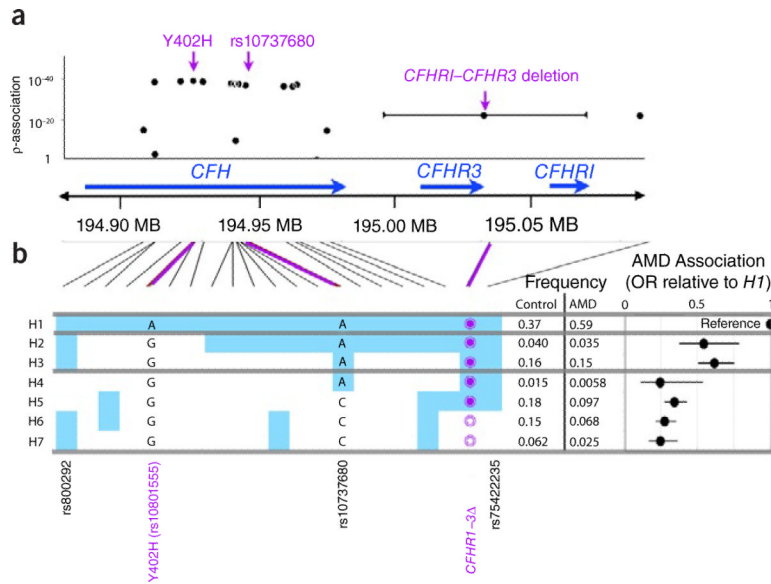 a
Y402H rs10737680
CFHRI–CFHR3 deletion
ρ-association
10-40
10-20
1
CFH CFHR3 CFHRI
194.90 MB 194.95 MB 195.00 MB 195.05 MB
b
Frequency AMD Association
(OR relative to H1)
Control AMD 0 0.5 1
H1 A A 0.37 0.59 Reference
H2 G A 0.040 0.035
H3 G A 0.16 0.15
H4 G A 0.015 0.0058
H5 G C 0.18 0.097
H6 G C 0.15 0.068
H7 G C 0.062 0.025
rs800292
Y402H (rs10801555)
rs10737680
CFHR1–3Δ
rs75422235